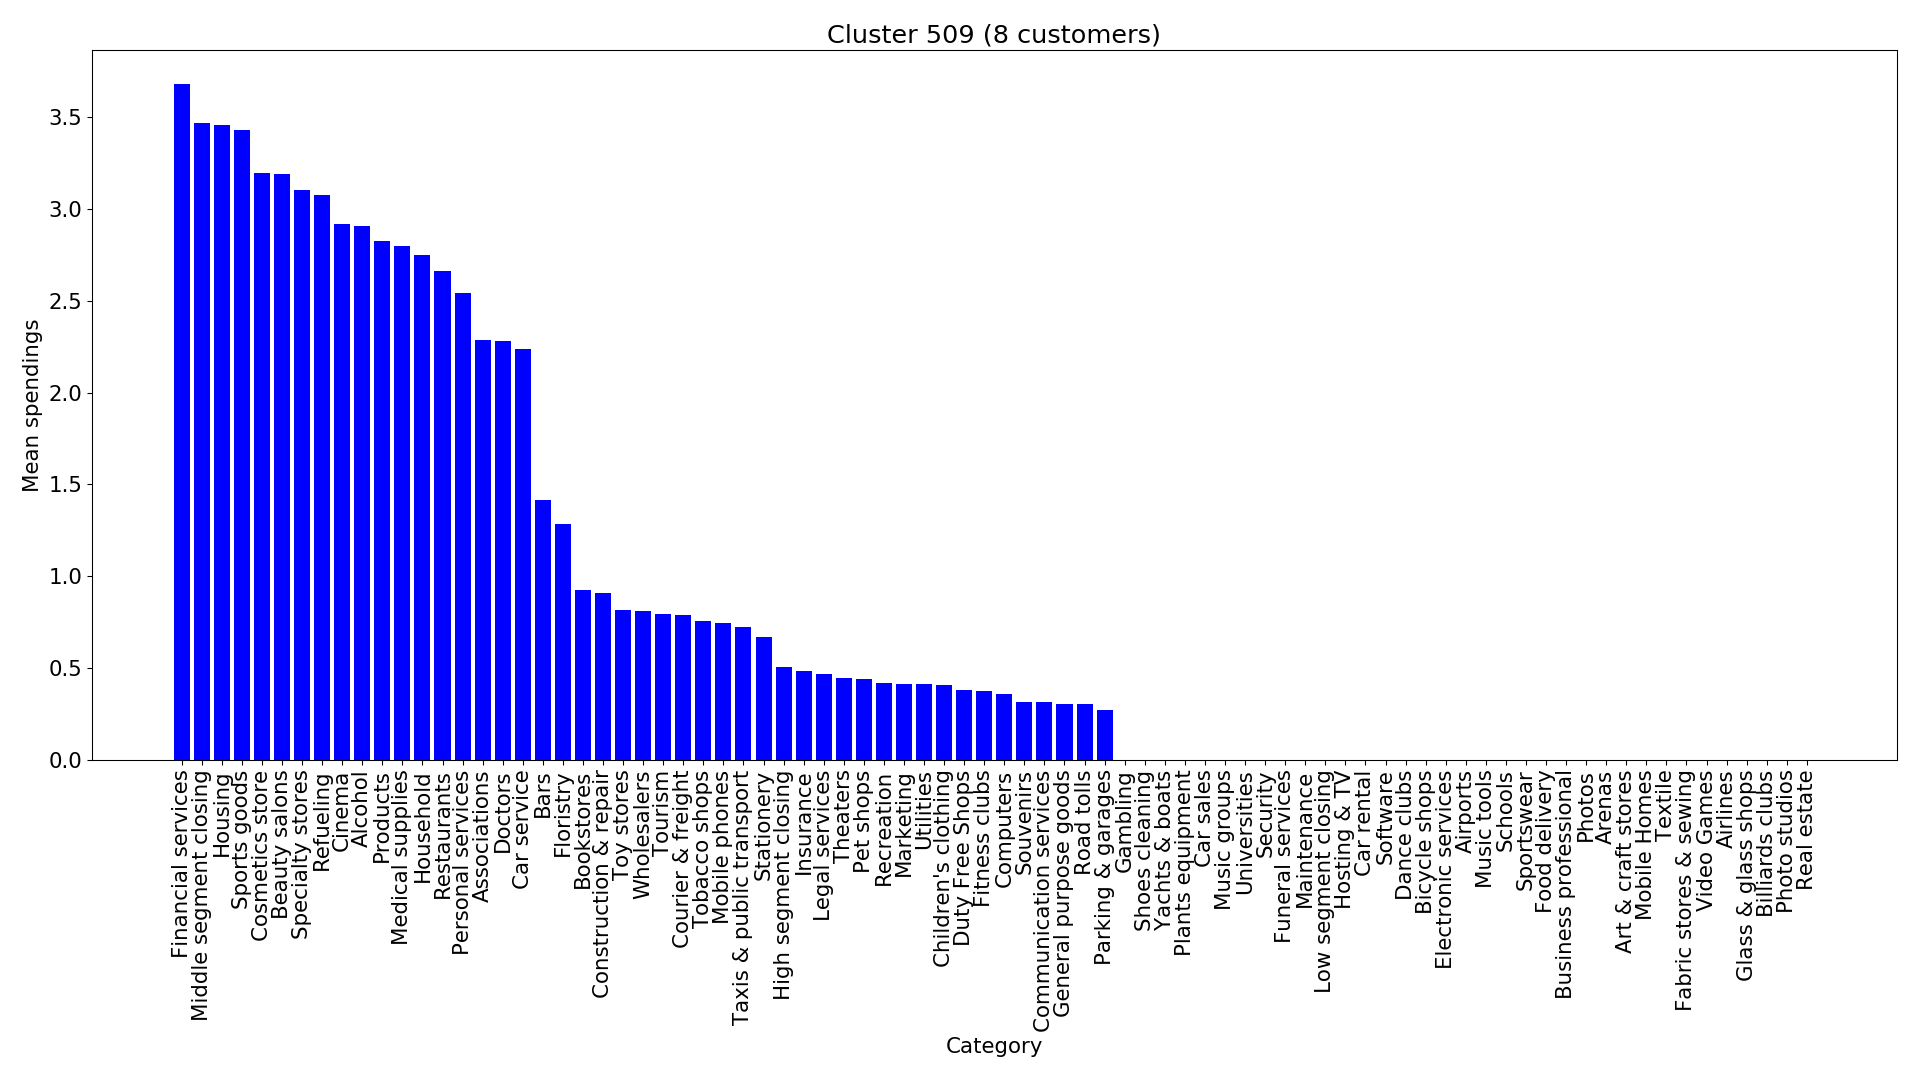 Cluster 509 (8 customers)
Mean spendings
3.5
3.0
2.5
2.0
1.5
1.0
0.5
0.0
Financial services
Middle segment closing
Housing
Sports goods
Cosmetics store
Beauty salons
Specialty stores
Refueling
Cinema
Alcohol
Products
Medical supplies
Household
Restaurants
Personal services
Associations
Doctors
Car service
Bars
Floristry
Bookstores
Construction & repair
Toy stores
Wholesalers
Tourism
Courier & freight
Tobacco shops
Mobile phones
Taxis & public transport
Stationery
High segment closing
Insurance
Legal services
Theaters
Pet shops
Recreation
Marketing
Utilities
Children's clothing
Duty Free Shops
Fitness clubs
Computers
Souvenirs
Communication services
General purpose goods
Road tolls
Parking & garages
Gambling
Shoes cleaning
Yachts & boats
Plants equipment
Car sales
Music groups
Universities
Security
Funeral services
Maintenance
Low segment closing
Hosting & TV
Car rental
Software
Dance clubs
Bicycle shops
Electronic services
Airports
Music tools
Schools
Sportswear
Food delivery
Business professional
Photos
Arenas
Art & craft stores
Mobile Homes
Textile
Fabric stores & sewing
Video Games
Airlines
Glass & glass shops
Billiards clubs
Photo studios
Real estate
Category